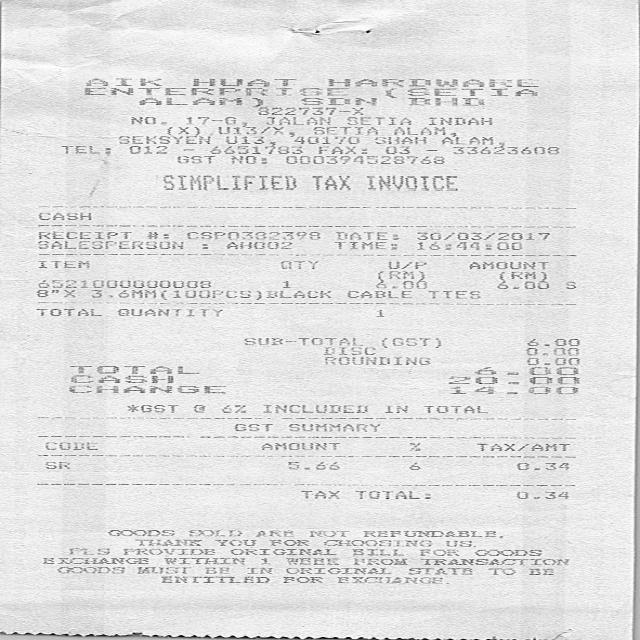 AIK HUAT HARDWARE
ENTERPRISE (SETIA
ALAM) SDN BHD
822737-X
NO. 17-G, JALAN SETIA INDAH
(X) U13/X, SETIA ALAM,
SEKSYEN U13, 40170 SHAH ALAM,
TEL: 012 - 6651783 FAX: 03 - 33623608
GST NO: 000394528768
SIMPLIFIED TAX INVOICE
CASH
RECEIPT #: CSP0382398 DATE: 30/03/2017
SALESPERSON : AH002 TIME: 16:44:00
ITEM QTY U/P AMOUNT
(RM) (RM)
6521000000008 1 6.00 6.00 S
8"X 3.6MM(100PCS)BLACK CABLE TTES
TOTAL QUANTITY 1
SUB-TOTAL (GST) 6.00
DISC 0.00
ROUNDING 0.00
TOTAL 6.00
CASH 20.00
CHANGE 14.00
*GST @ 6% INCLUDED IN TOTAL
GST SUMMARY
CODE AMOUNT % TAX/AMT
SR 5.66 6 0.34
TAX TOTAL: 0.34
GOODS SOLD ARE NOT REFUNDABLE,
THANK YOU FOR CHOOSING US.
PLS PROVIDE ORIGINAL BILL FOR GOODS
EXCHANGE WITHIN 1 WEEK FROM TRANSACTION
GOODS MUST BE IN ORIGINAL STATE TO BE
ENTITLED FOR EXCHANGE.